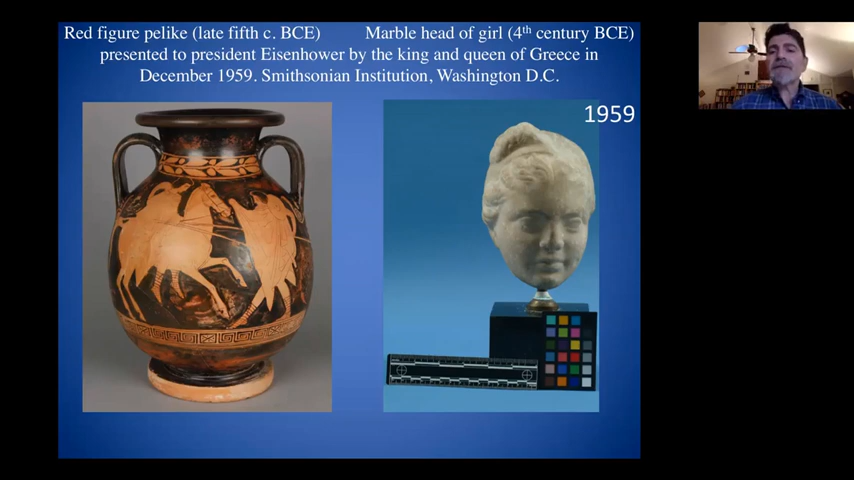 Red figure pelike (late fifth c. BCE) Marble head of girl (4th century BCE)
presented to president Eisenhower by the king and queen of Greece in
December 1959. Smithsonian Institution, Washington D.C.
1959